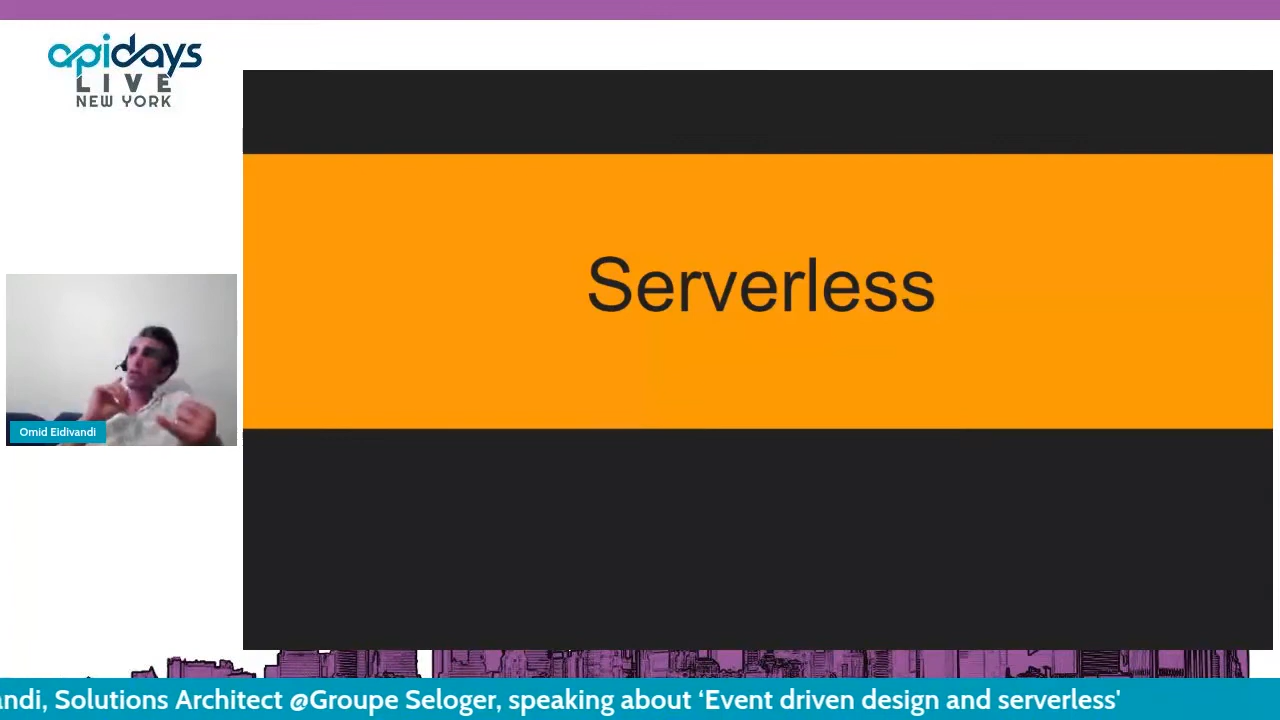 apidays
LIVE
NEW YORK
Serverless
Omid Eidivandi
andi, Solutions Architect @Groupe Seloger, speaking about ‘Event driven design and serverless'